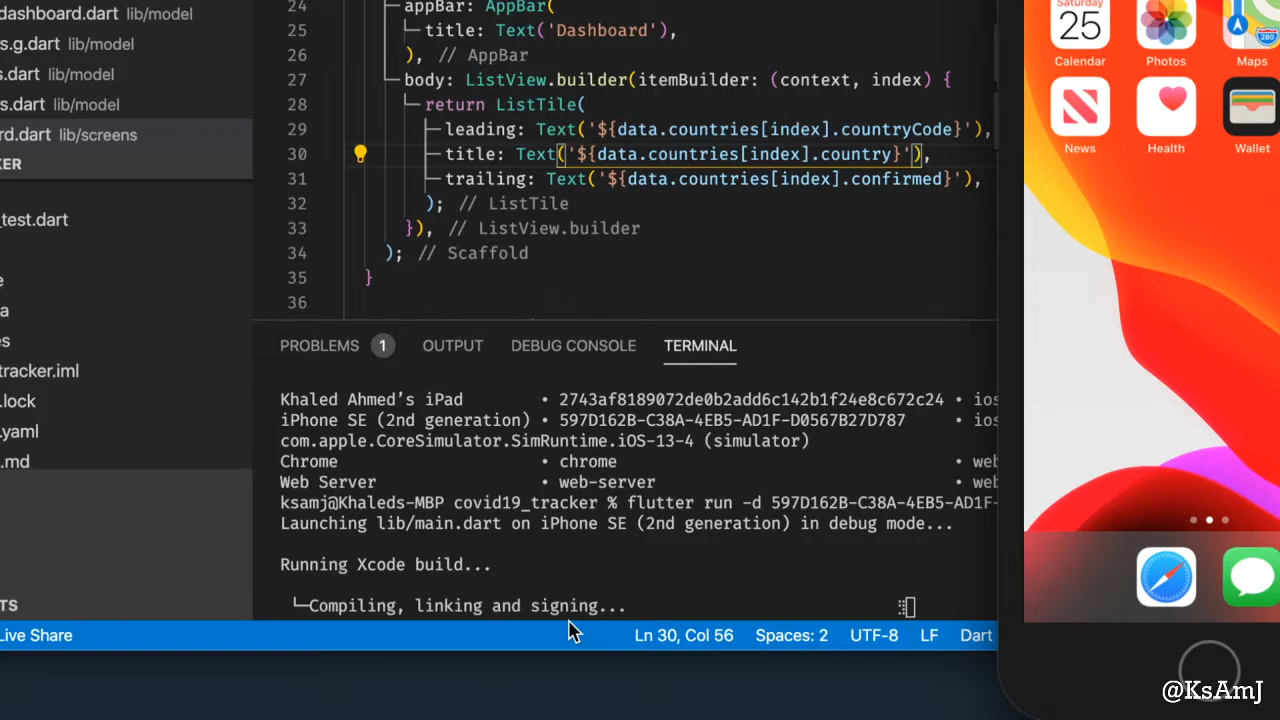 dashboard.dart lib/model
s.g.dart lib/model
s.dart lib/model
s.dart lib/model
rd.dart lib/screens
KER
_test.dart
e
a
es
tracker.iml
.lock
.yaml
.md
TS
24
appBar: AppBar(
25 title: Text('Dashboard'),
26 ), // AppBar
27 body: ListView.builder(itemBuilder: (context, index) {
28 return ListTile(
29 leading: Text('${data.countries[index].countryCode}'),
30 title: Text('${data.countries[index].country}'),
31 trailing: Text('${data.countries[index].confirmed}'),
32 ); // ListTile
33 }), // ListView.builder
34 ); // Scaffold
35 }
36
PROBLEMS 1 OUTPUT DEBUG CONSOLE TERMINAL
Khaled Ahmed’s iPad • 2743af8189072de0b2add6c142b1f24e8c672c24 • ios
iPhone SE (2nd generation) • 597D162B-C38A-4EB5-AD1F-D0567B27D787 • ios
com.apple.CoreSimulator.SimRuntime.iOS-13-4 (simulator)
Chrome • chrome • web
Web Server • web-server • web
ksamj@Khaleds-MBP covid19_tracker % flutter run -d 597D162B-C38A-4EB5-AD1F-
Launching lib/main.dart on iPhone SE (2nd generation) in debug mode...
Running Xcode build...
└─Compiling, linking and signing...
Live Share Ln 30, Col 56 Spaces: 2 UTF-8 LF Dart
Saturday
25
Calendar Photos Maps
280
News Health Wallet
@KsAmJ